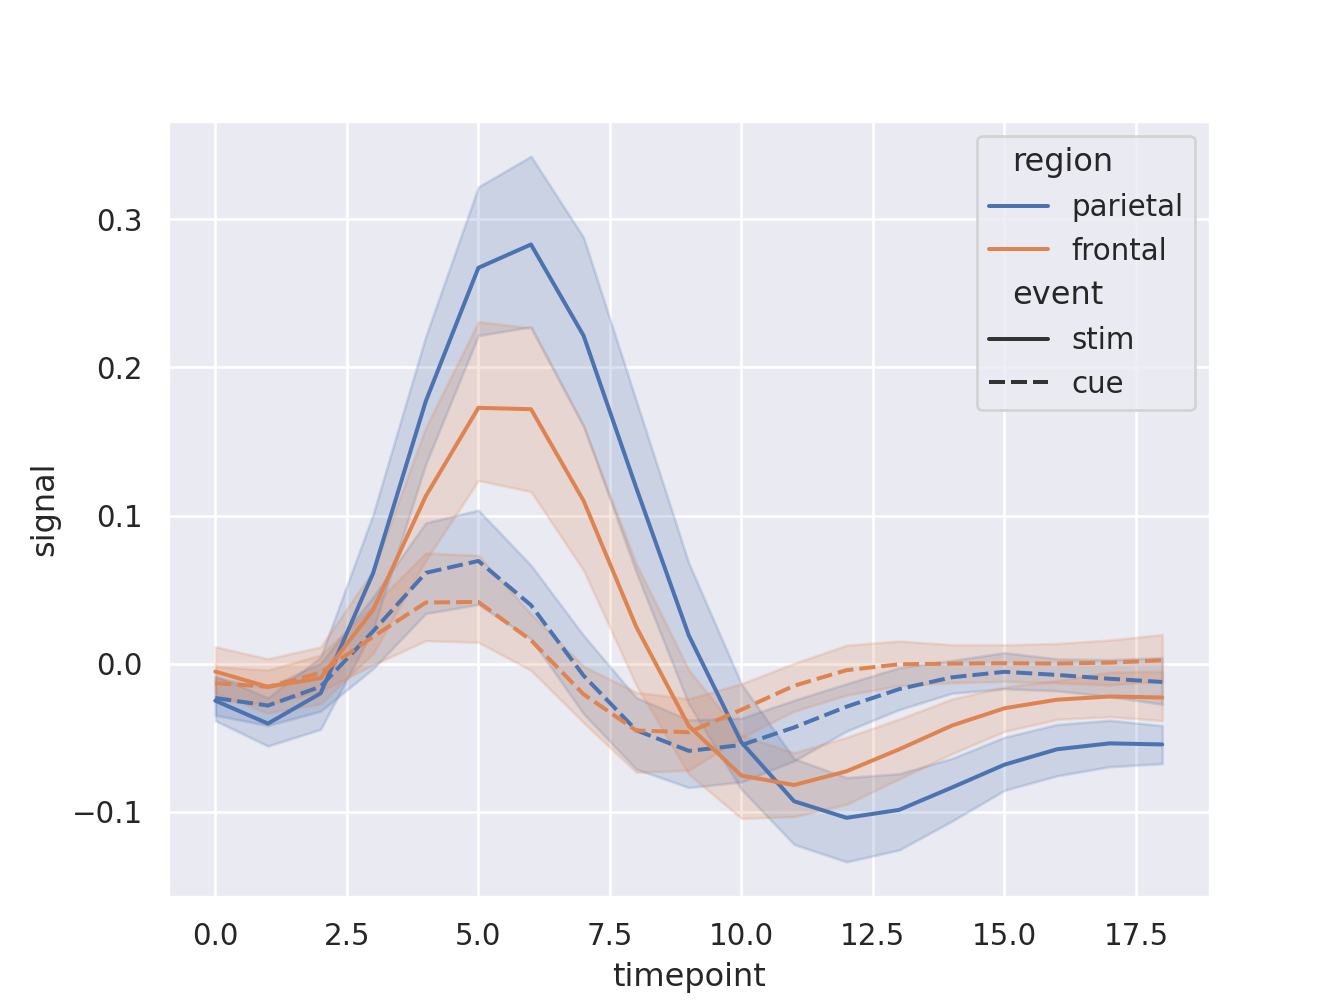 region
parietal
frontal
event
stim
cue
signal
0.3
0.2
0.1
0.0
−0.1
0.0 2.5 5.0 7.5 10.0 12.5 15.0 17.5
timepoint